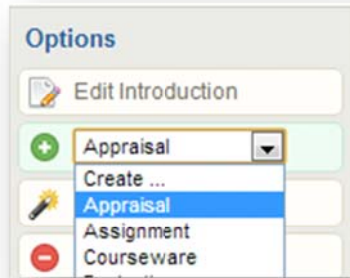 Options
Edit Introduction
Appraisal
Create ...
Appraisal
Assignment
Courseware